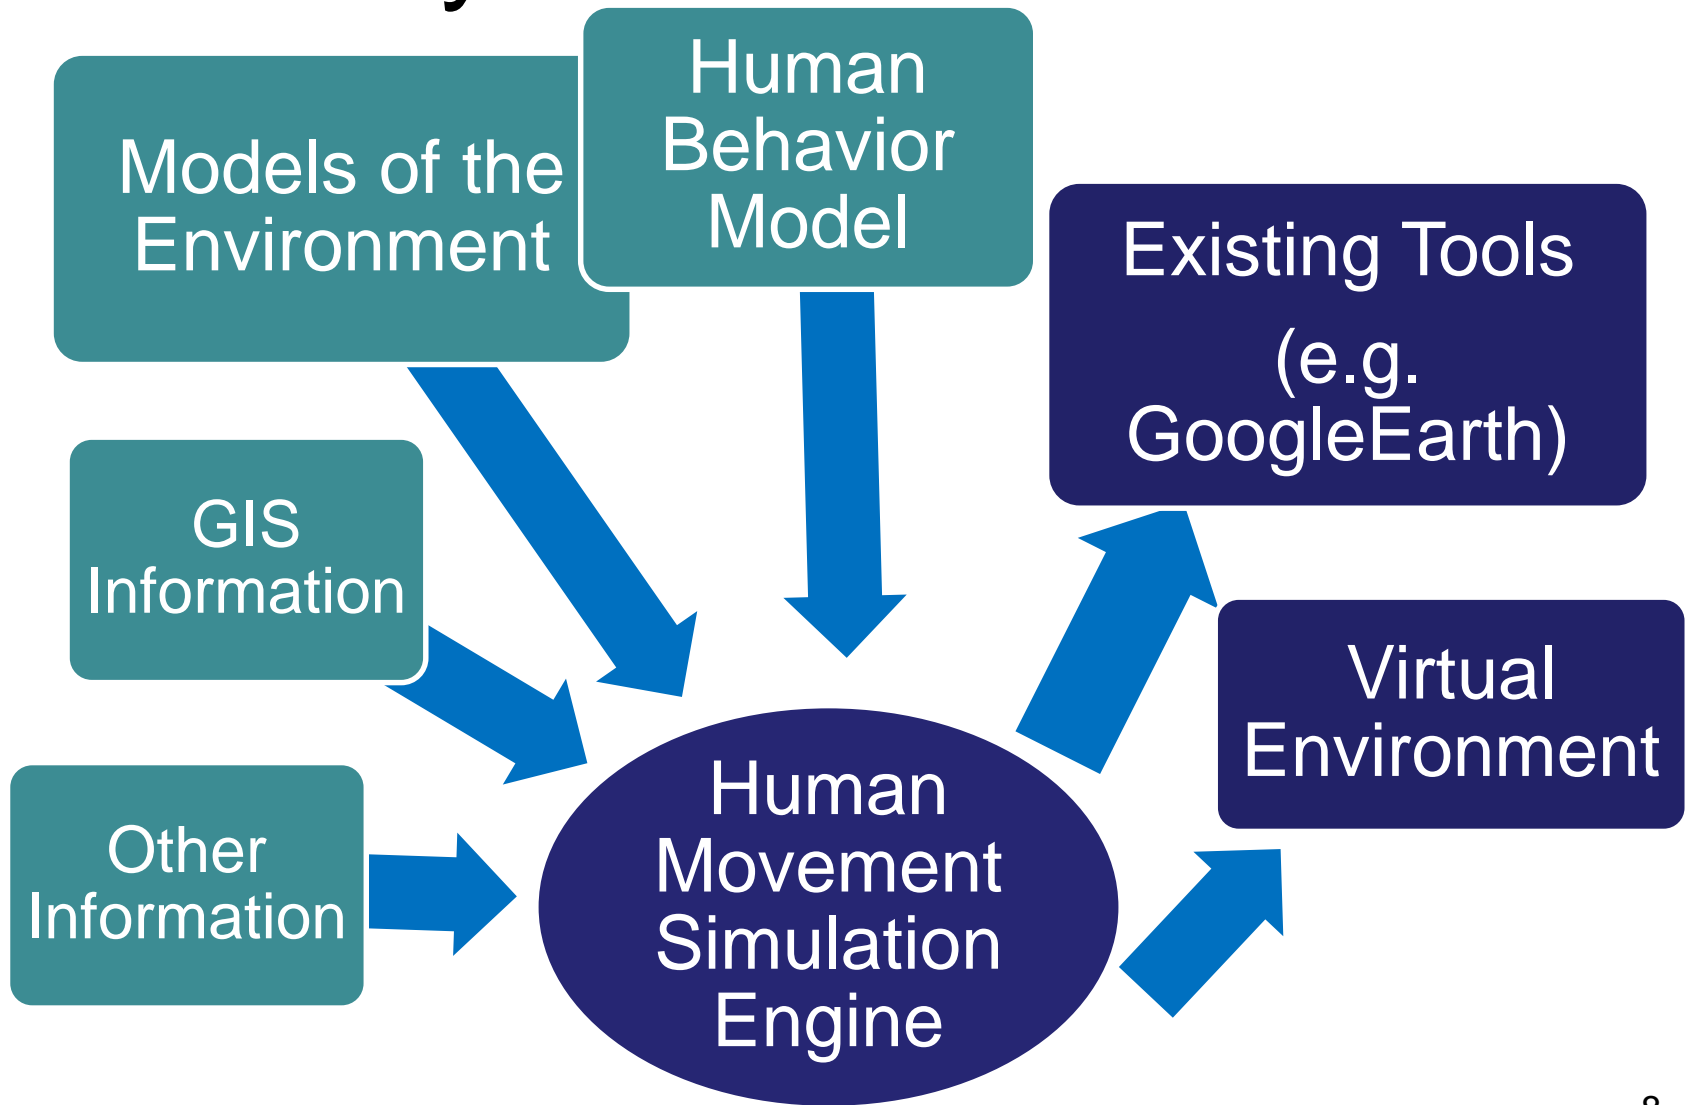 Human
Behavior
Model
Models of the
Environment
Existing Tools
(e.g.
GoogleEarth)
GIS
Information
Virtual
Environment
Other
Information
Human
Movement
Simulation
Engine